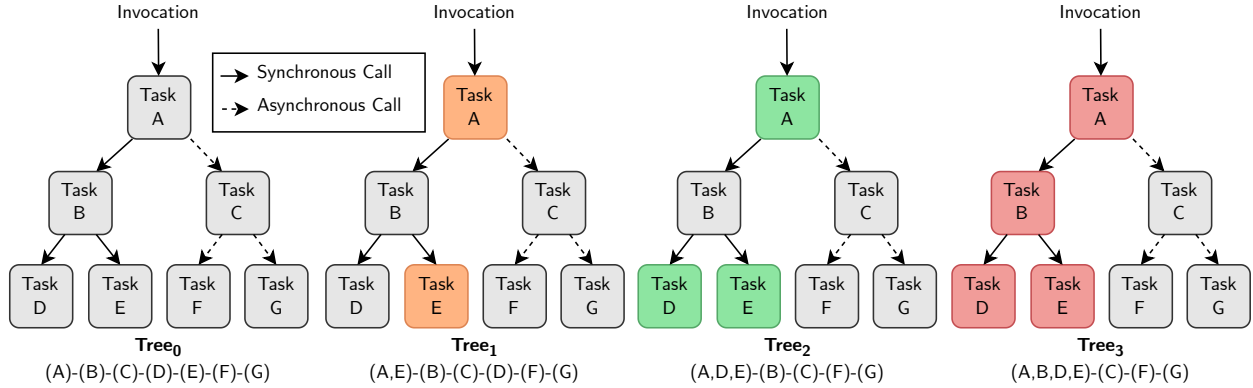 Invocation
Invocation
Invocation
Invocation
Synchronous Call
Asynchronous Call
Task
A
Task
B
Task
C
Task
D
Task
E
Task
F
Task
G
Tree0
(A)-(B)-(C)-(D)-(E)-(F)-(G)
Task
A
Task
B
Task
C
Task
D
Task
E
Task
F
Task
G
Tree1
(A,E)-(B)-(C)-(D)-(F)-(G)
Task
A
Task
B
Task
C
Task
D
Task
E
Task
F
Task
G
Tree2
(A,D,E)-(B)-(C)-(F)-(G)
Task
A
Task
B
Task
C
Task
D
Task
E
Task
F
Task
G
Tree3
(A,B,D,E)-(C)-(F)-(G)